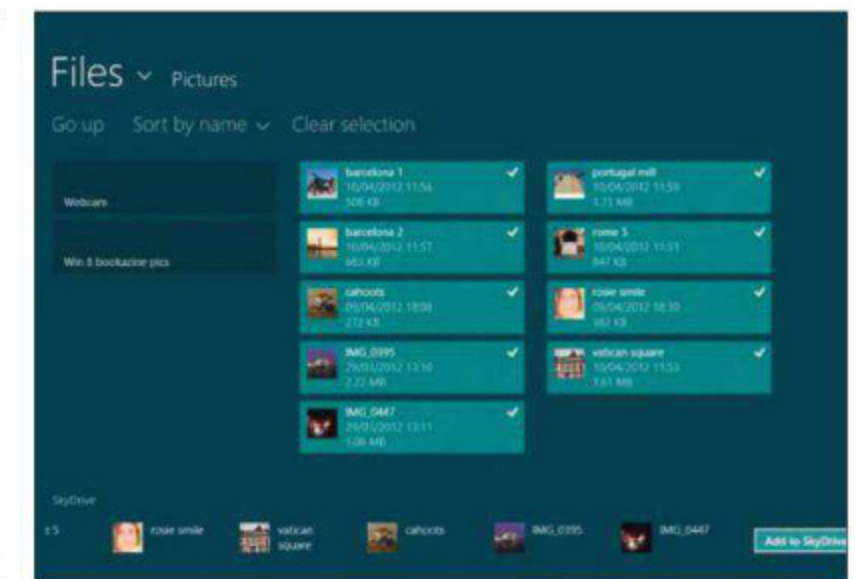 Files Pictures
Go up Sort by name Clear selection
Webcam
Win 8 bookazine pics
barcelona 1
10/04/2012 11:56
508 KB
barcelona 2
10/04/2012 11:57
663 KB
cahoots
09/04/2012 18:08
272 KB
IMG_0395
29/03/2012 13:10
2.22 MB
IMG_0447
29/03/2012 13:11
1.08 MB
portugal mill
10/04/2012 11:59
1.71 MB
rome 5
10/04/2012 11:51
847 KB
rosie smile
09/04/2012 18:30
KB
vatican square
10/04/2012 11:53
1.61 MB
SkyDrive
5
rosie smile
vatican
square
cahoots
IMG_0395
IMG_0447
Add to SkyDrive